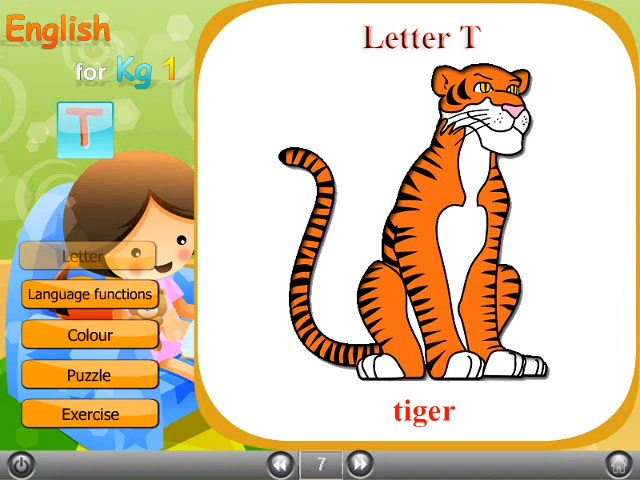 English
for Kg 1
T
Letter
Language functions
Colour
Puzzle
Exercise
Letter T
tiger
7